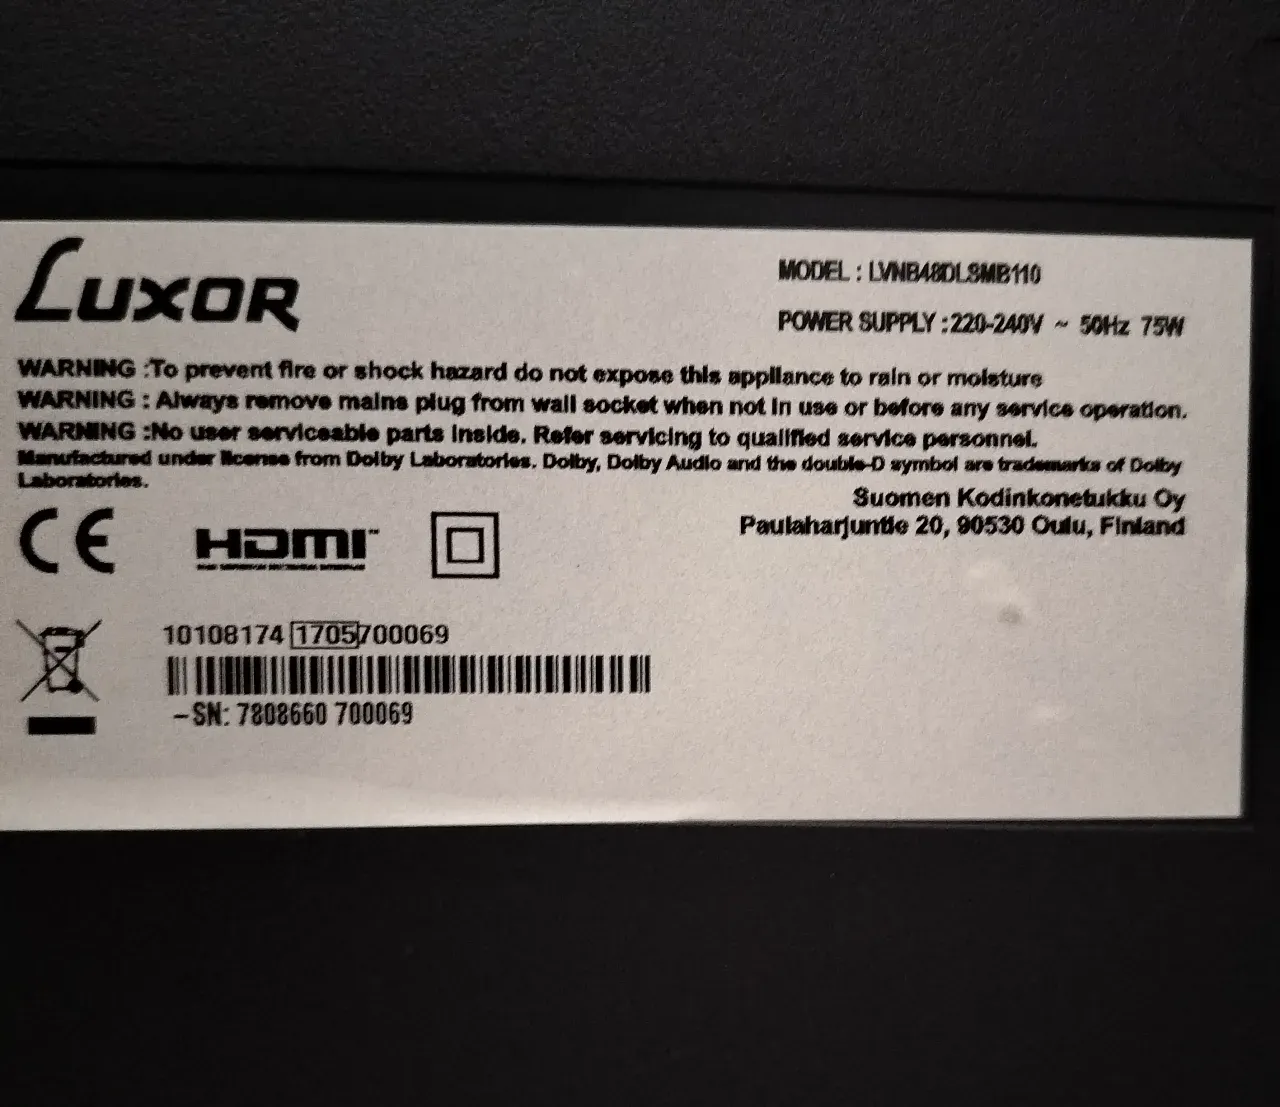 LUXOR
MODEL : LVNB48DLSMB110
POWER SUPPLY : 220-240V ~ 50Hz 75W
WARNING :To prevent fire or shock hazard do not expose this appliance to rain or moisture
WARNING : Always remove mains plug from wall socket when not in use or before any service operation.
WARNING :No user serviceable parts inside. Refer servicing to qualified service personnel.
Manufactured under license from Dolby Laboratories. Dolby, Dolby Audio and the double-D symbol are trademarks of Dolby
Laboratories.
Suomen Kodinkonetukku Oy
Paulaharjuntie 20, 90530 Oulu, Finland
CE HDMI™
10108174 1705 700069
-SN: 7808660 700069